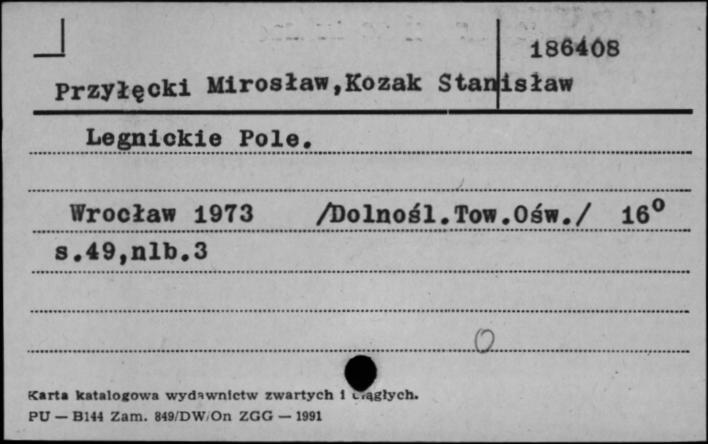 186408
Przyłęcki Mirosław,Kozak Stanisław
Legnickie Pole.
Wrocław 1973 /Dolnośl.Tow.Ośw./ 16°
s.49,nlb.3
Karta katalogowa wydawnictw zwartych i ciągłych.
PU — B144 Zam. 849/DW/On ZGG — 1991